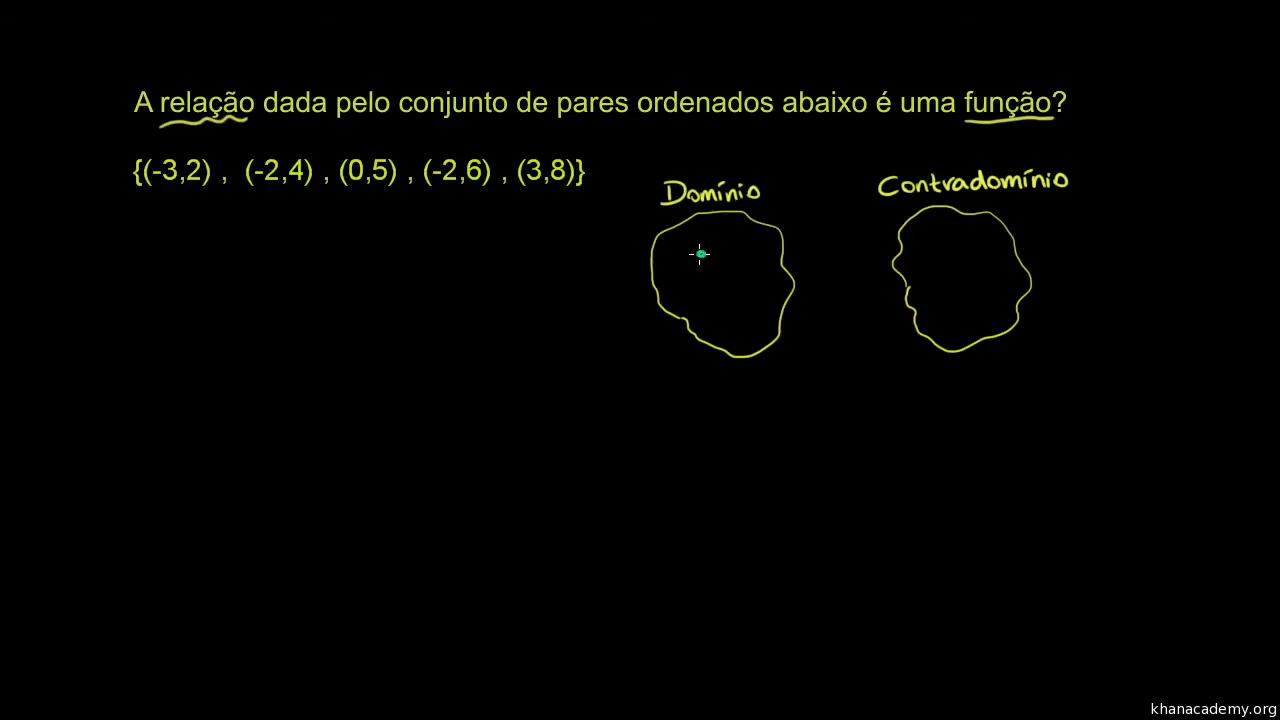 A relação dada pelo conjunto de pares ordenados abaixo é uma função?
{(-3,2) , (-2,4) , (0,5) , (-2,6) , (3,8)}
Domínio
Contradomínio
khanacademy.org